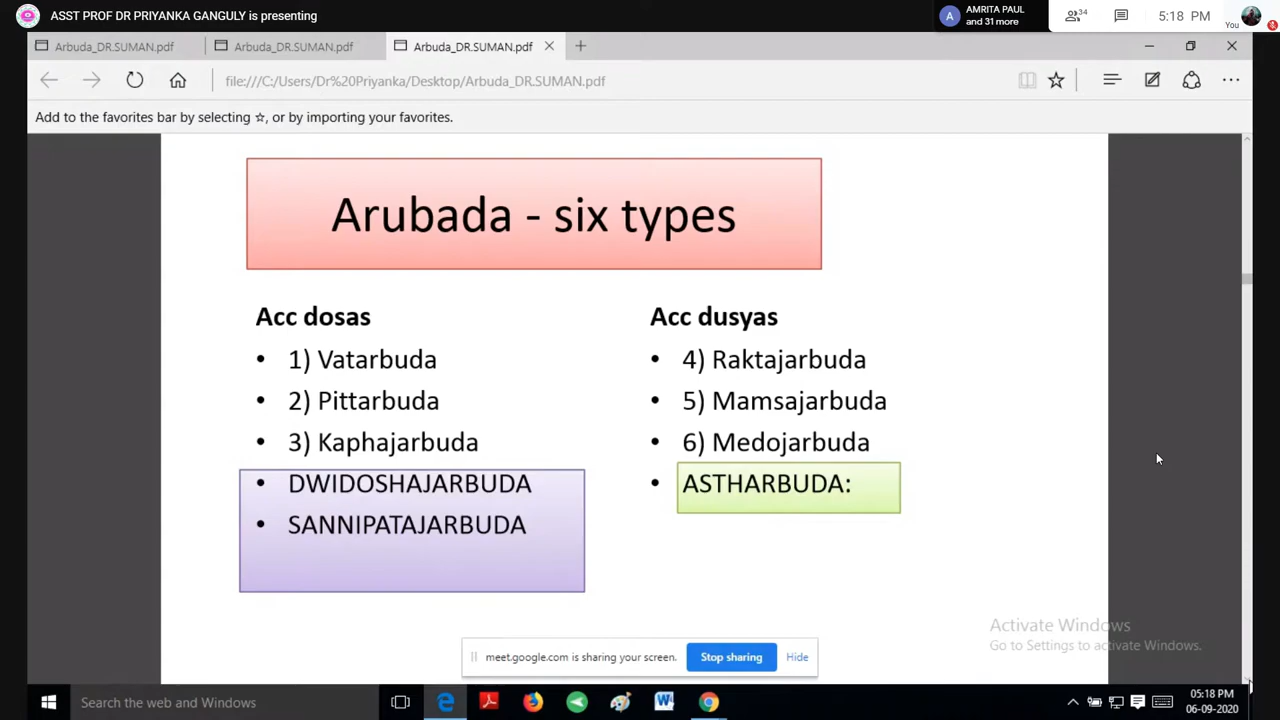 ASST PROF DR PRIYANKA GANGULY is presenting
A
AMRITA PAUL
and 31 more
34
5:18 PM
You
Arbuda_DR.SUMAN.pdf
Arbuda_DR.SUMAN.pdf
Arbuda_DR.SUMAN.pdf
file:///C:/Users/Dr%20Priyanka/Desktop/Arbuda_DR.SUMAN.pdf
Add to the favorites bar by selecting ☆, or by importing your favorites.
Arubada - six types
Acc dosas
• 1) Vatarbuda
• 2) Pittarbuda
• 3) Kaphajarbuda
• DWIDOSHAJARBUDA
• SANNIPATAJARBUDA
Acc dusyas
• 4) Raktajarbuda
• 5) Mamsajarbuda
• 6) Medojarbuda
• ASTHARBUDA:
Activate Windows
Go to Settings to activate Windows.
meet.google.com is sharing your screen.
Stop sharing
Hide
Search the web and Windows
05:18 PM
06-09-2020